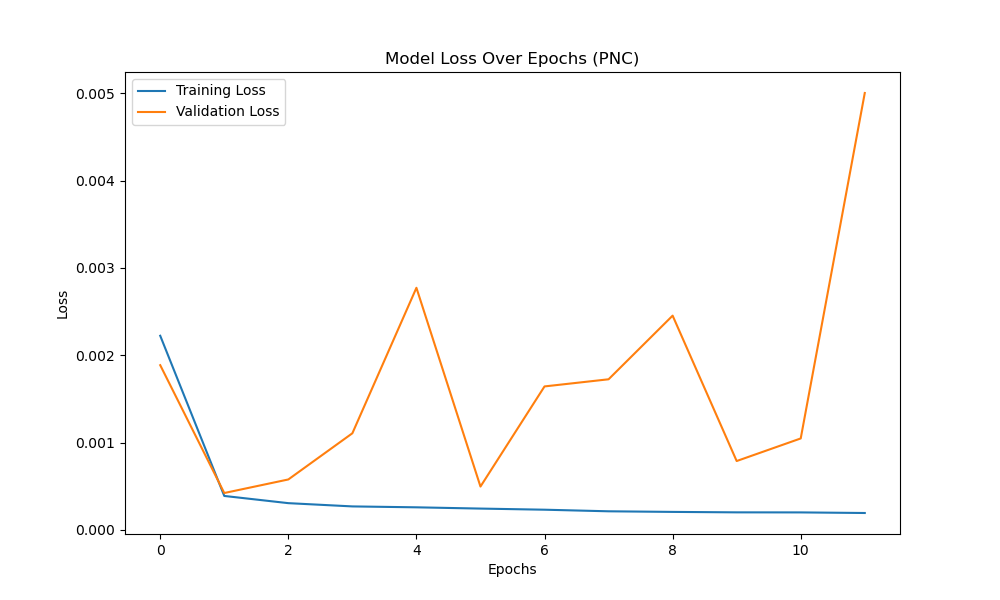 Model Loss Over Epochs (PNC)
Training Loss
Validation Loss
0.005
0.004
0.003
0.002
0.001
0.000
Loss
0 2 4 6 8 10
Epochs